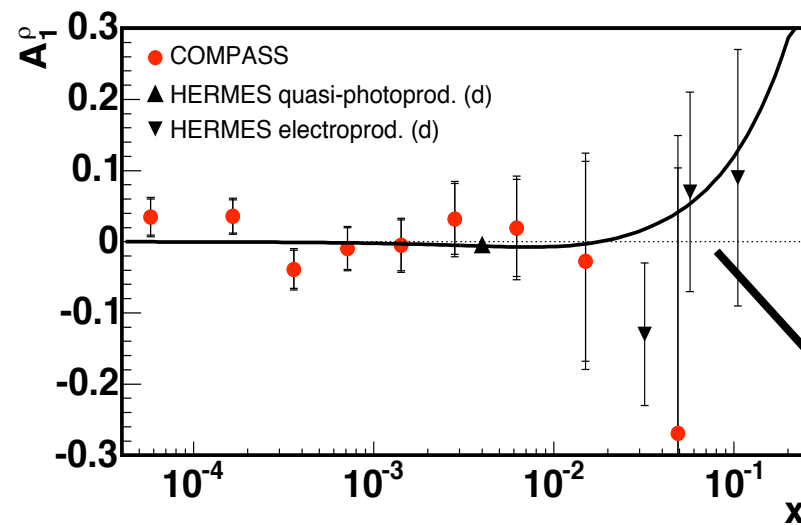 A₁^ρ
0.3
COMPASS
HERMES quasi-photoprod. (d)
0.2
HERMES electroprod. (d)
0.1
0
-0.1
-0.2
-0.3
10⁻⁴ 10⁻³ 10⁻² 10⁻¹
x